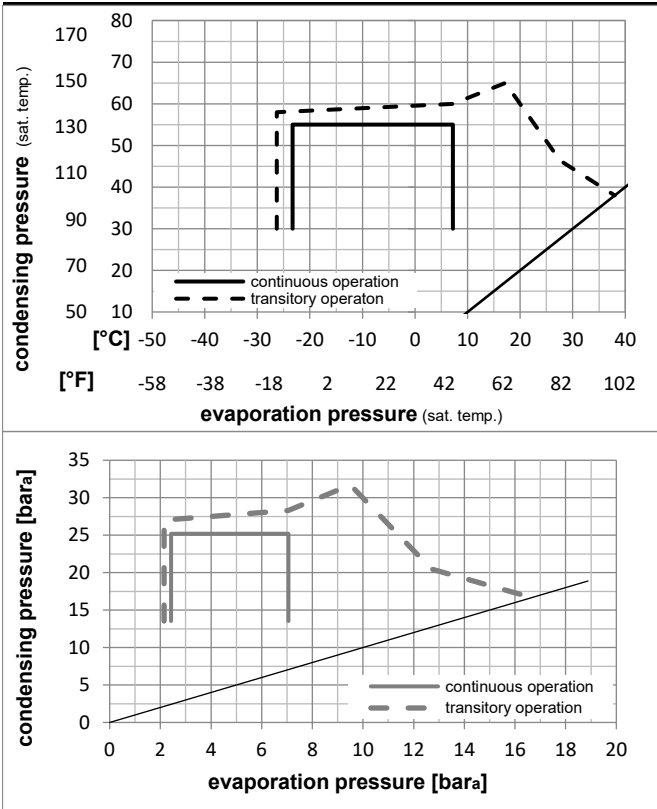 condensing pressure (sat. temp.)
170 80
70
150 60
130 50
110 40
90 30
70 20
50 10
continuous operation
transitory operaton
[°C] -50 -40 -30 -20 -10 0 10 20 30 40
[°F] -58 -38 -18 2 22 42 62 82 102
evaporation pressure (sat. temp.)
condensing pressure [bara]
35
30
25
20
15
10
5
0
continuous operation
transitory operation
0 2 4 6 8 10 12 14 16 18 20
evaporation pressure [bara]